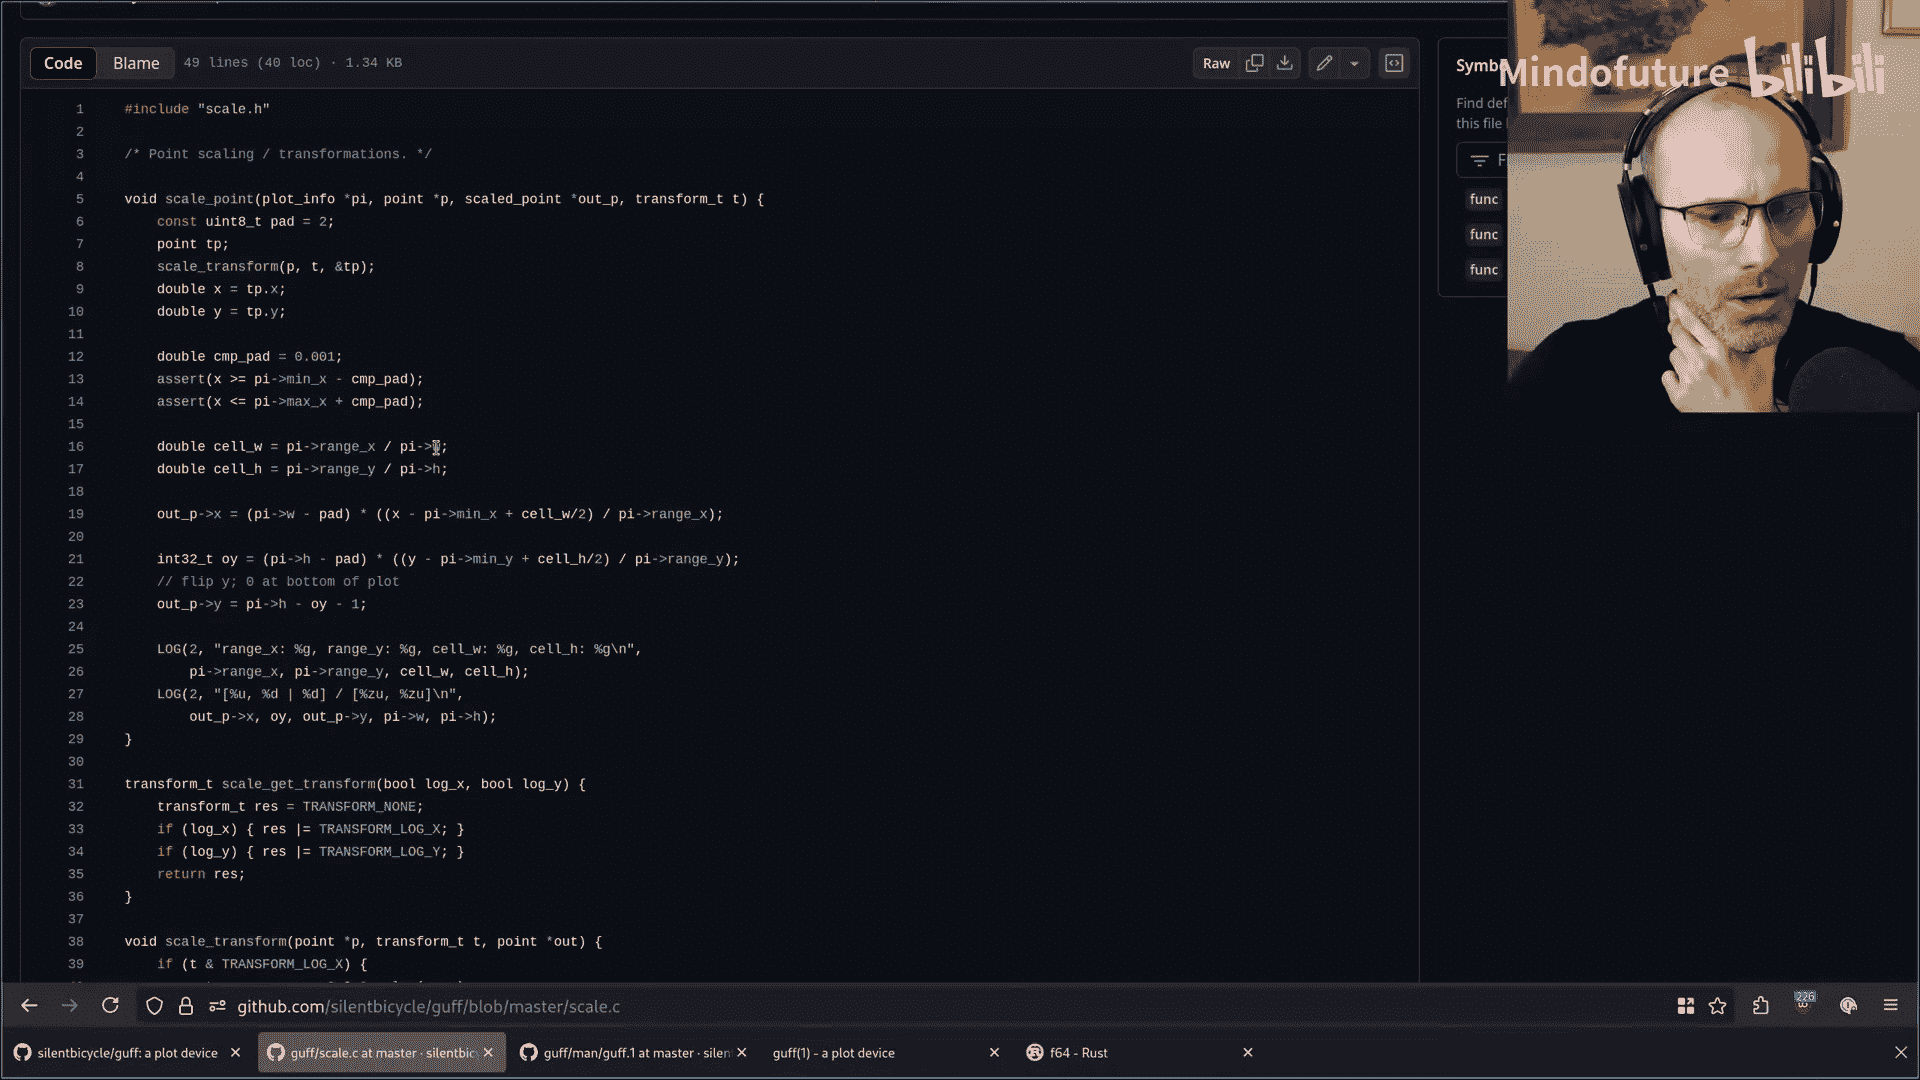 Code
Blame
49 lines (40 loc) · 1.34 KB
Raw
Mindofuture bilibili
Find def
this file
func
func
func
1 #include "scale.h"
2
3 /* Point scaling / transformations. */
4
5 void scale_point(plot_info *pi, point *p, scaled_point *out_p, transform_t t) {
6 const uint8_t pad = 2;
7 point tp;
8 scale_transform(p, t, &tp);
9 double x = tp.x;
10 double y = tp.y;
11
12 double cmp_pad = 0.001;
13 assert(x >= pi->min_x - cmp_pad);
14 assert(x <= pi->max_x + cmp_pad);
15
16 double cell_w = pi->range_x / pi->
17 double cell_h = pi->range_y / pi->h;
18
19 out_p->x = (pi->w - pad) * ((x - pi->min_x + cell_w/2) / pi->range_x);
20
21 int32_t oy = (pi->h - pad) * ((y - pi->min_y + cell_h/2) / pi->range_y);
22 // flip y; 0 at bottom of plot
23 out_p->y = pi->h - oy - 1;
24
25 LOG(2, "range_x: %g, range_y: %g, cell_w: %g, cell_h: %g\n",
26 pi->range_x, pi->range_y, cell_w, cell_h);
27 LOG(2, "[%u, %d | %d] / [%zu, %zu]\n",
28 out_p->x, oy, out_p->y, pi->w, pi->h);
29 }
30
31 transform_t scale_get_transform(bool log_x, bool log_y) {
32 transform_t res = TRANSFORM_NONE;
33 if (log_x) { res |= TRANSFORM_LOG_X; }
34 if (log_y) { res |= TRANSFORM_LOG_Y; }
35 return res;
36 }
37
38 void scale_transform(point *p, transform_t t, point *out) {
39 if (t & TRANSFORM_LOG_X) {
github.com/silentbicycle/guff/blob/master/scale.c
226
silentbicycle/guff: a plot device
guff/scale.c at master · silentbic
guff/man/guff.1 at master · silen
guff(1) - a plot device
f64 - Rust